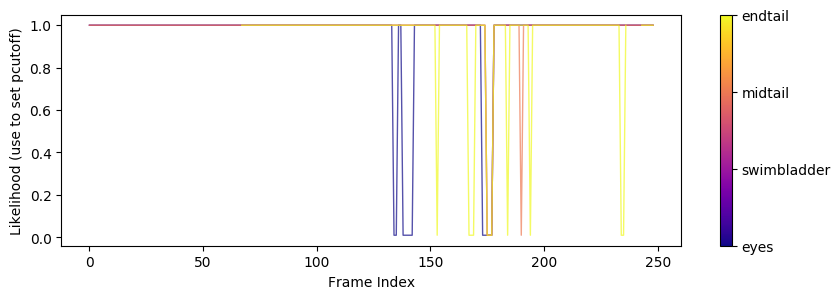 1.0
0.8
0.6
0.4
0.2
0.0
Likelihood (use to set pcutoff)
0
50
100
150
200
250
Frame Index
endtail
midtail
swimbladder
eyes